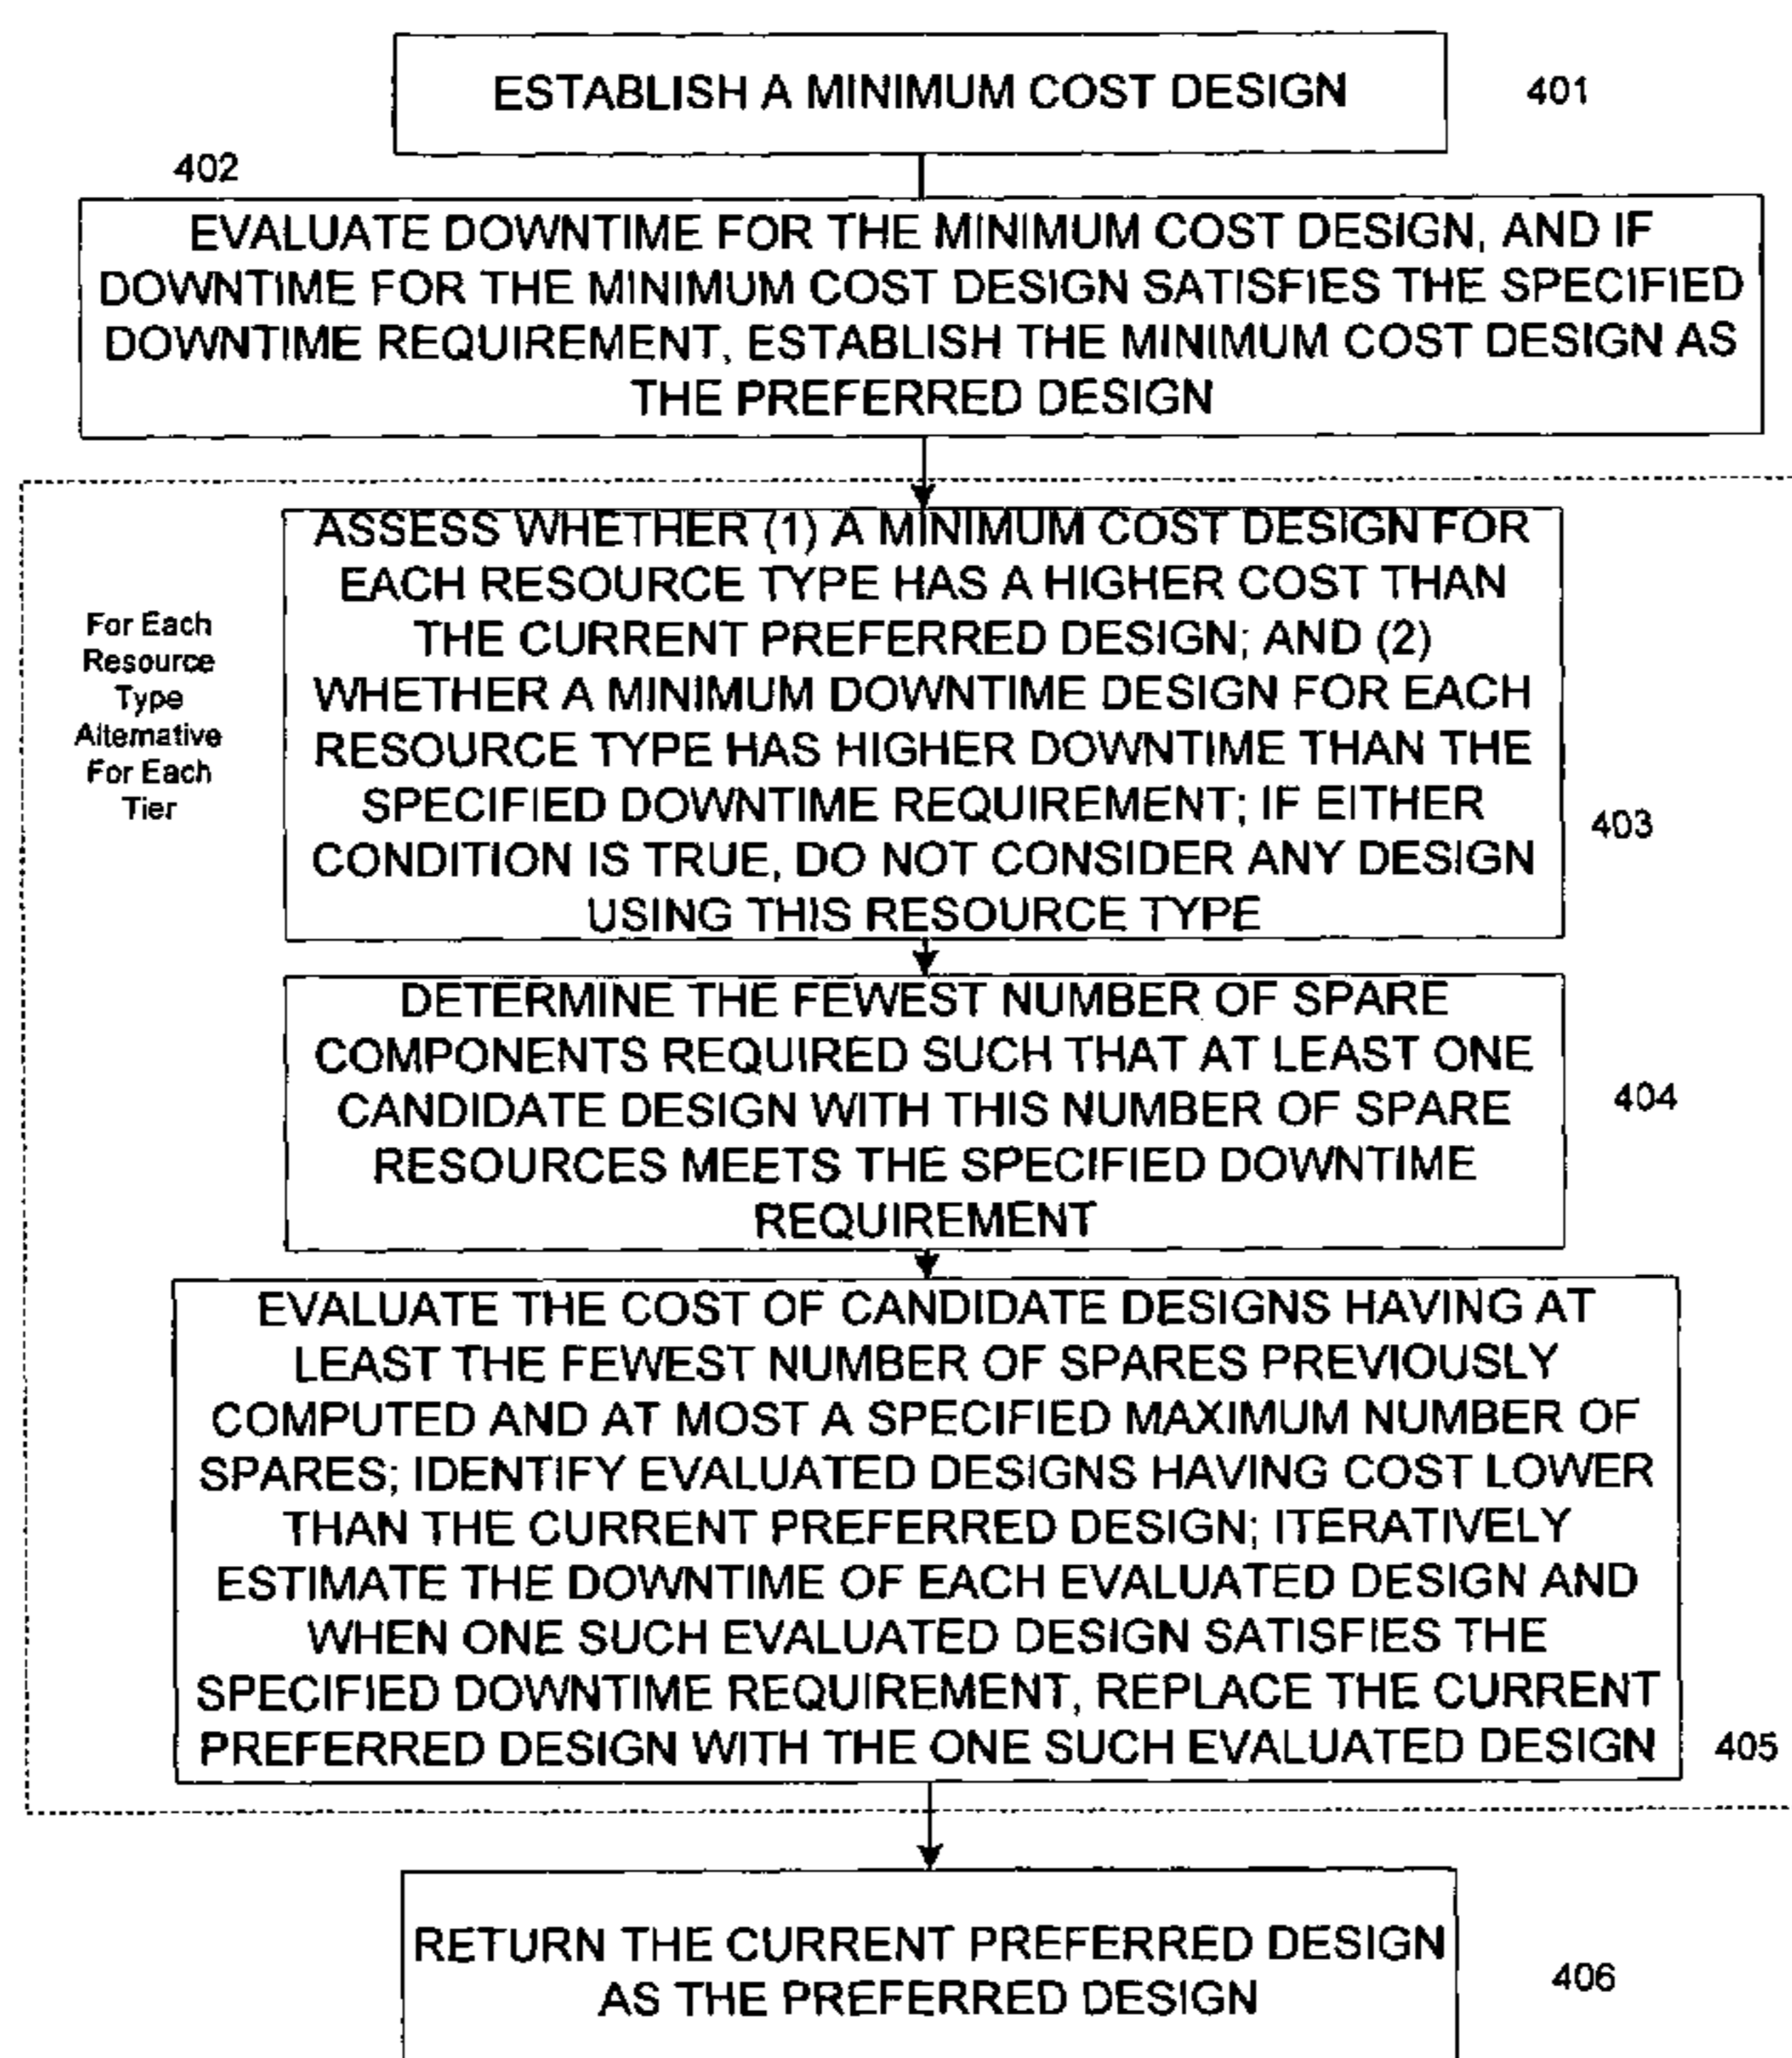 ESTABLISH A MINIMUM COST DESIGN
401
402
EVALUATE DOWNTIME FOR THE MINIMUM COST DESIGN, AND IF
DOWNTIME FOR THE MINIMUM COST DESIGN SATISFIES THE SPECIFIED
DOWNTIME REQUIREMENT, ESTABLISH THE MINIMUM COST DESIGN AS
THE PREFERRED DESIGN
For Each
Resource
Type
Alternative
For Each
Tier
ASSESS WHETHER (1) A MINIMUM COST DESIGN FOR
EACH RESOURCE TYPE HAS A HIGHER COST THAN
THE CURRENT PREFERRED DESIGN; AND (2)
WHETHER A MINIMUM DOWNTIME DESIGN FOR EACH
RESOURCE TYPE HAS HIGHER DOWNTIME THAN THE
SPECIFIED DOWNTIME REQUIREMENT; IF EITHER
CONDITION IS TRUE, DO NOT CONSIDER ANY DESIGN
USING THIS RESOURCE TYPE
403
DETERMINE THE FEWEST NUMBER OF SPARE
COMPONENTS REQUIRED SUCH THAT AT LEAST ONE
CANDIDATE DESIGN WITH THIS NUMBER OF SPARE
RESOURCES MEETS THE SPECIFIED DOWNTIME
REQUIREMENT
404
EVALUATE THE COST OF CANDIDATE DESIGNS HAVING AT
LEAST THE FEWEST NUMBER OF SPARES PREVIOUSLY
COMPUTED AND AT MOST A SPECIFIED MAXIMUM NUMBER OF
SPARES; IDENTIFY EVALUATED DESIGNS HAVING COST LOWER
THAN THE CURRENT PREFERRED DESIGN; ITERATIVELY
ESTIMATE THE DOWNTIME OF EACH EVALUATED DESIGN AND
WHEN ONE SUCH EVALUATED DESIGN SATISFIES THE
SPECIFIED DOWNTIME REQUIREMENT, REPLACE THE CURRENT
PREFERRED DESIGN WITH THE ONE SUCH EVALUATED DESIGN
405
RETURN THE CURRENT PREFERRED DESIGN
AS THE PREFERRED DESIGN
406